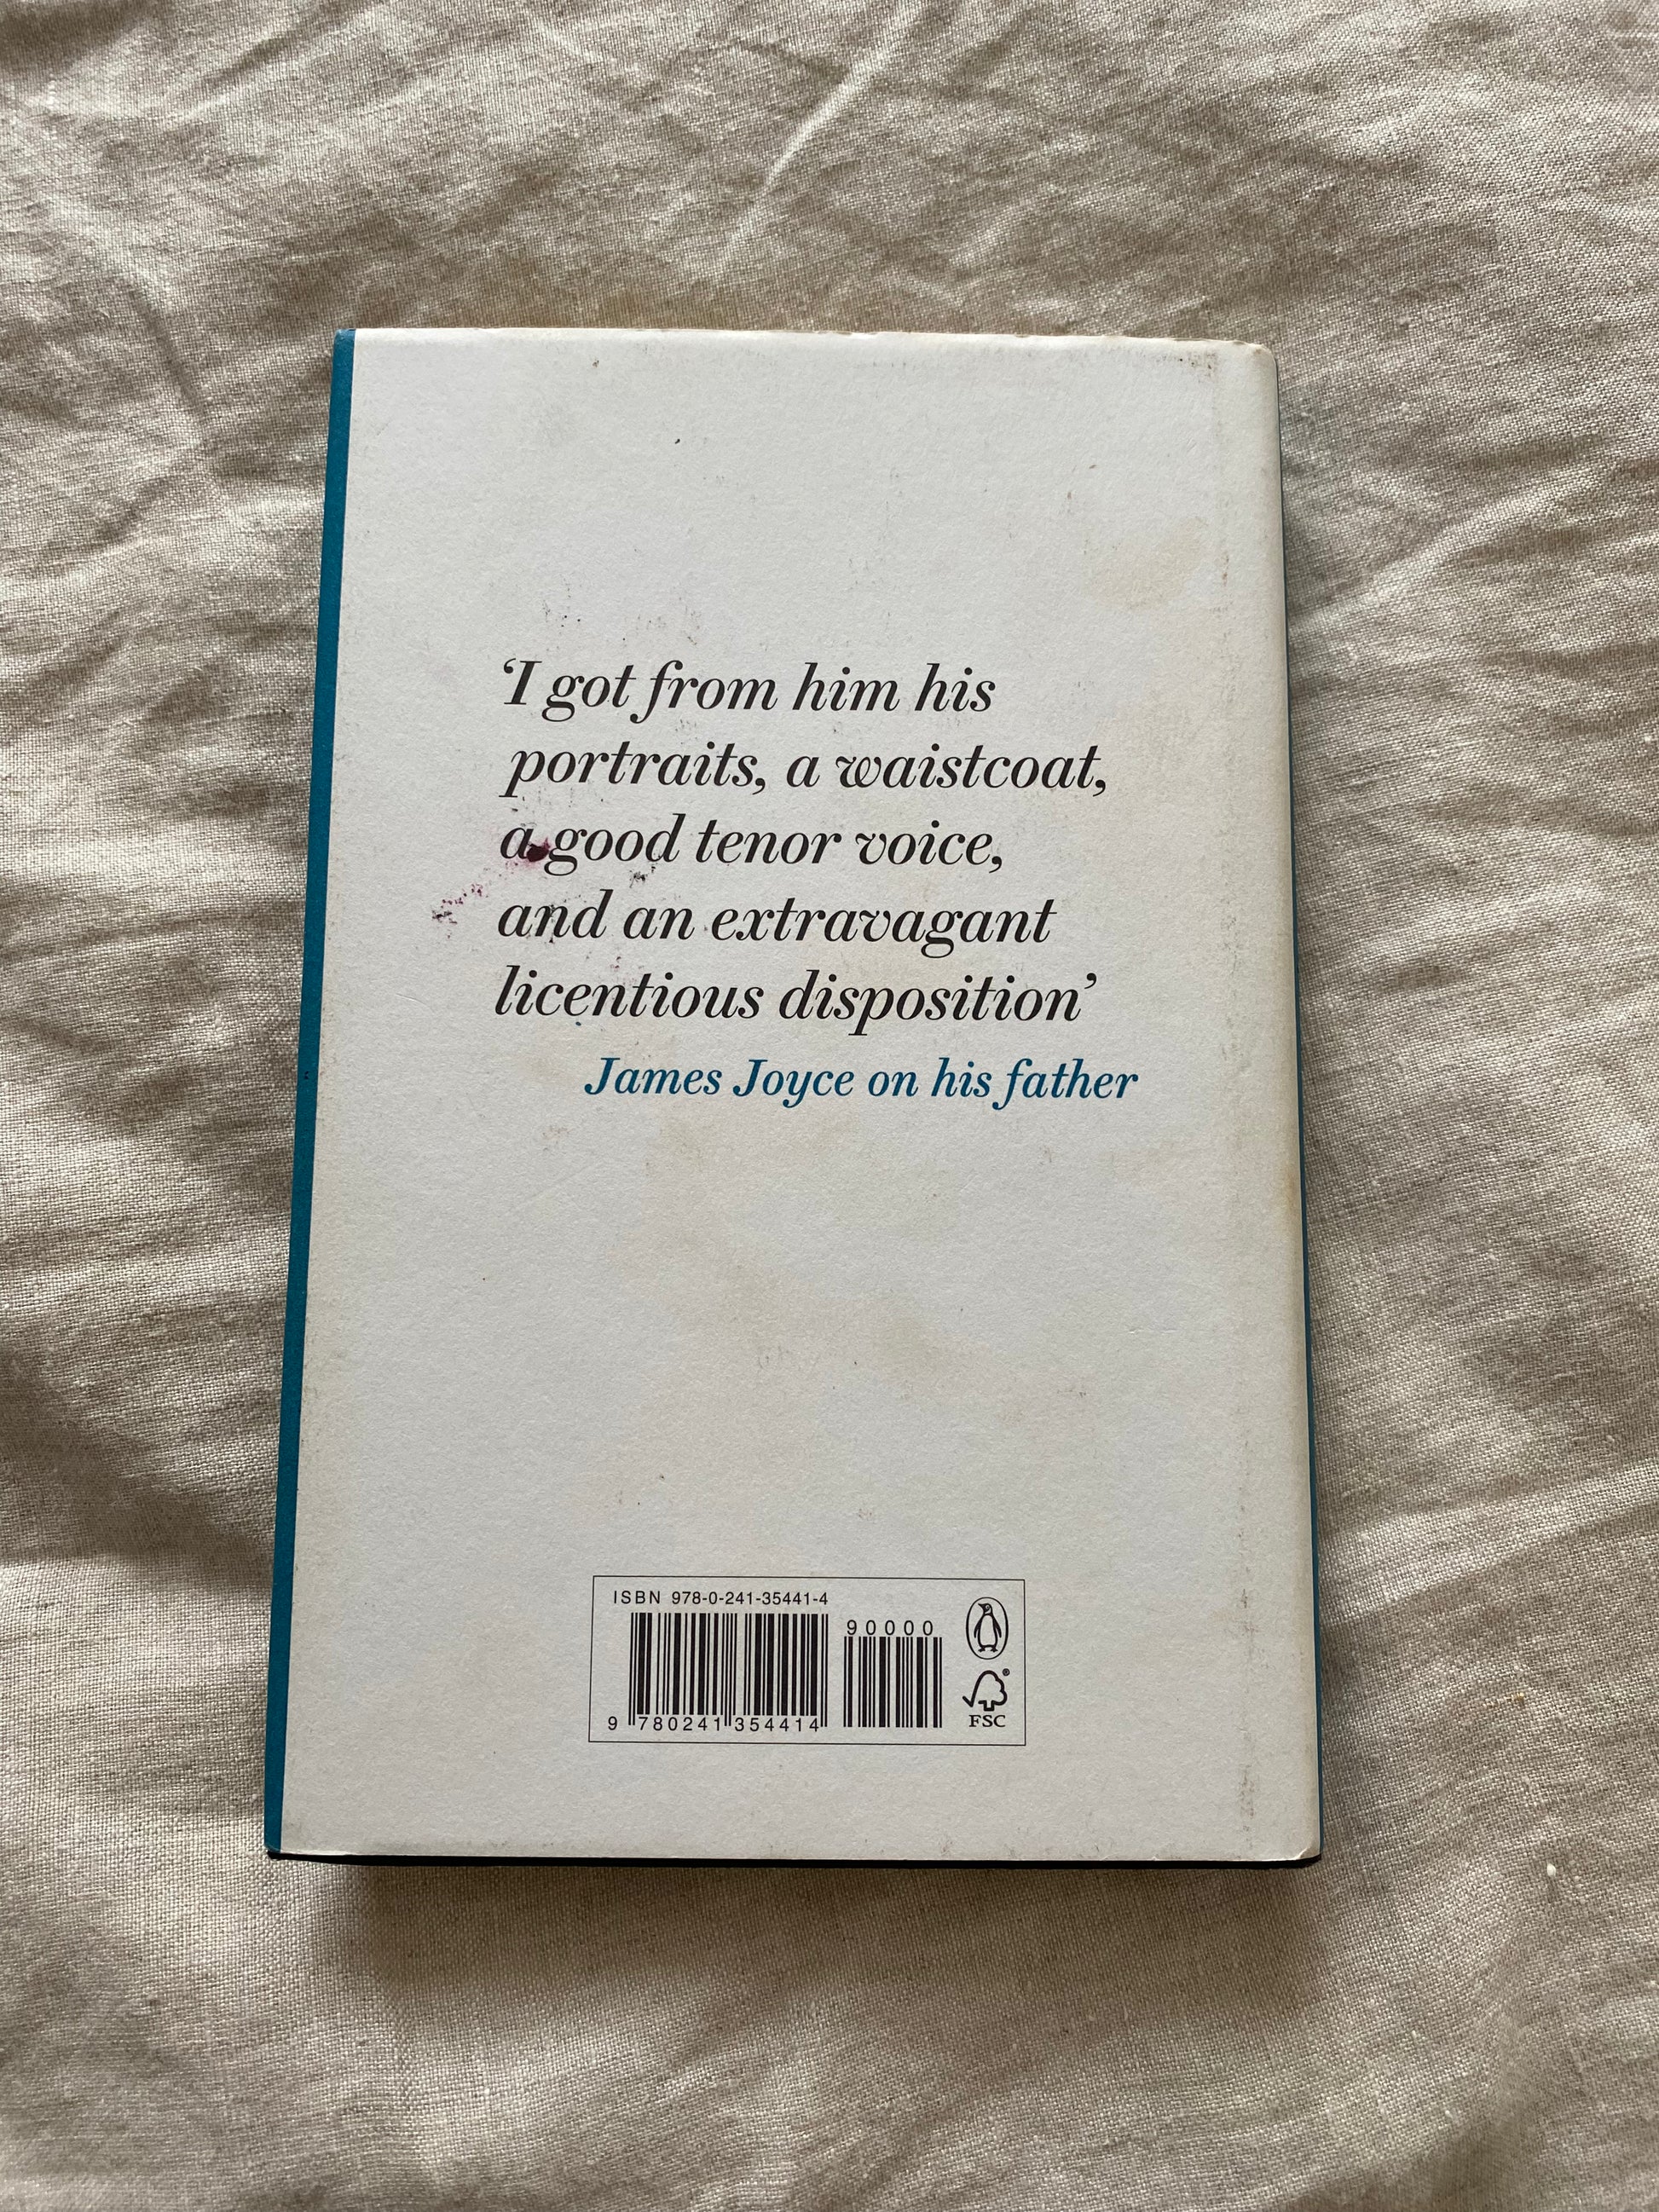 ‘I got from him his
portraits, a waistcoat,
a good tenor voice,
and an extravagant
licentious disposition’
James Joyce on his father
ISBN 978-0-241-35441-4
90000
9 780241 354414
FSC